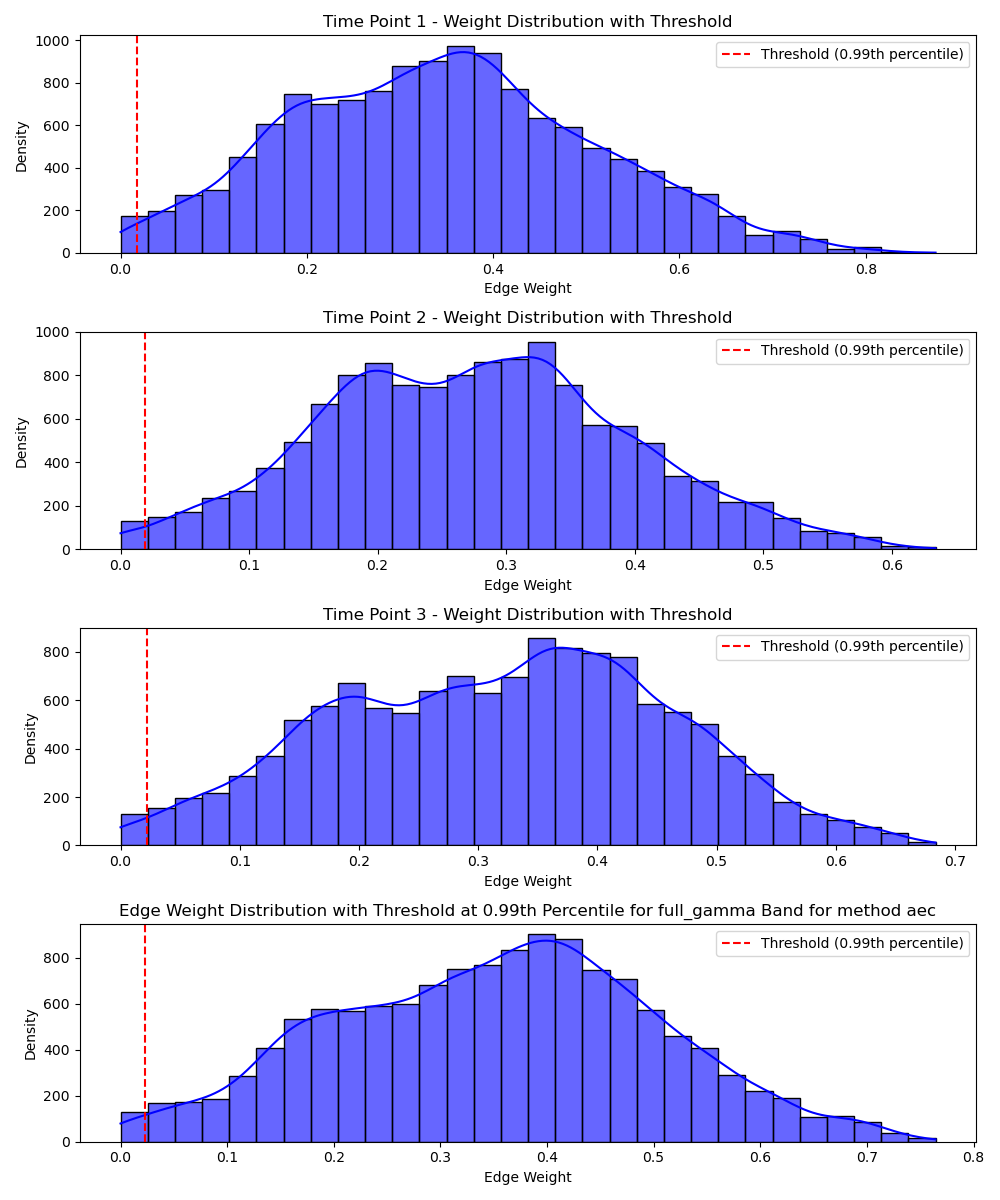 Time Point 1 - Weight Distribution with Threshold
Threshold (0.99th percentile)
Density
1000
800
600
400
200
0
0.0 0.2 0.4 0.6 0.8
Edge Weight
Time Point 2 - Weight Distribution with Threshold
Threshold (0.99th percentile)
Density
1000
800
600
400
200
0
0.0 0.1 0.2 0.3 0.4 0.5 0.6
Edge Weight
Time Point 3 - Weight Distribution with Threshold
Threshold (0.99th percentile)
Density
800
600
400
200
0
0.0 0.1 0.2 0.3 0.4 0.5 0.6 0.7
Edge Weight
Edge Weight Distribution with Threshold at 0.99th Percentile for full_gamma Band for method aec
Threshold (0.99th percentile)
Density
800
600
400
200
0
0.0 0.1 0.2 0.3 0.4 0.5 0.6 0.7 0.8
Edge Weight